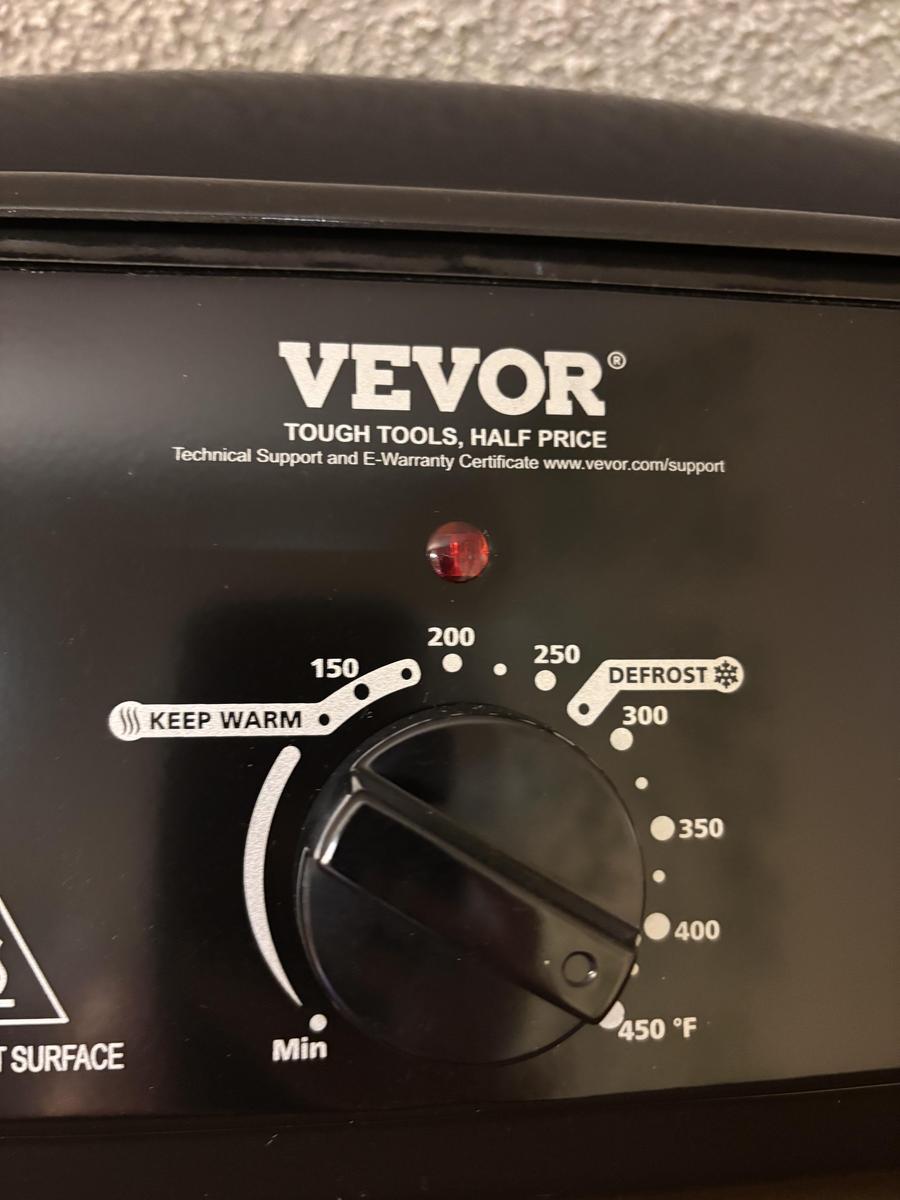 VEVOR®
TOUGH TOOLS, HALF PRICE
Technical Support and E-Warranty Certificate www.vevor.com/support
200
150
250
DEFROST
KEEP WARM
300
350
400
450 °F
Min
SURFACE